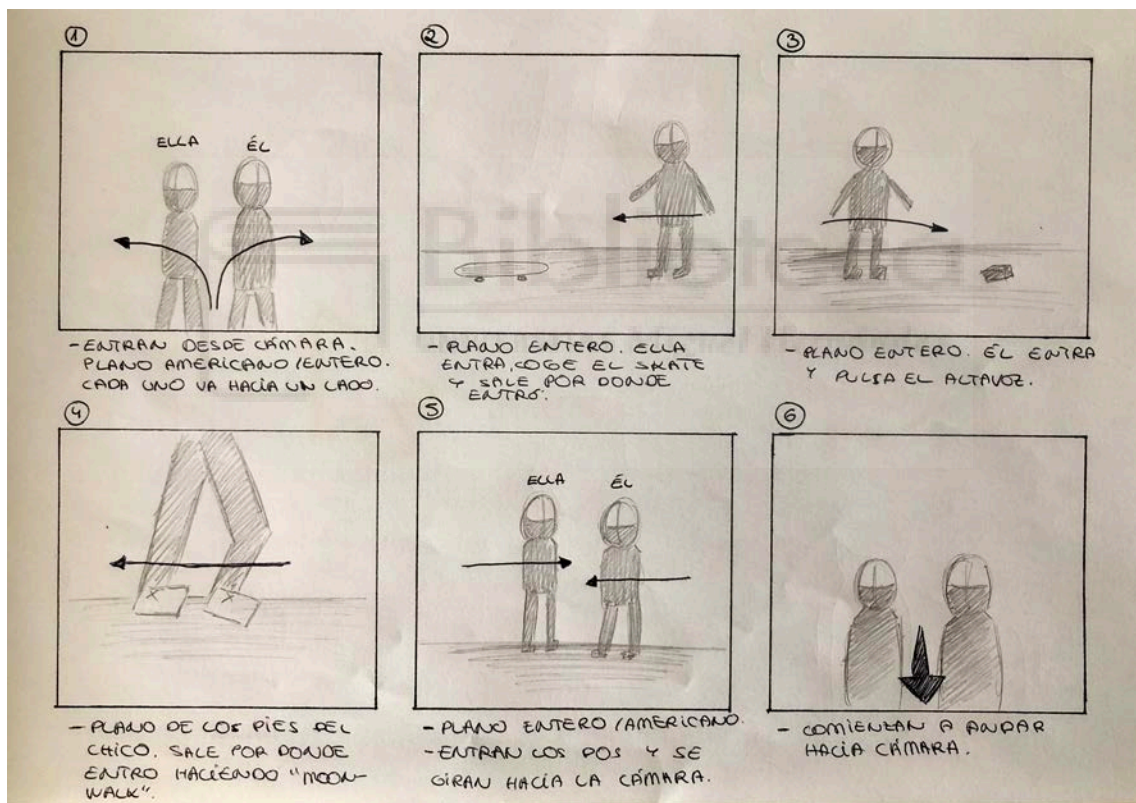 1
ELLA
ÉL
- ENTRAN DESDE CÁMARA.
PLANO AMERICANO/ENTERO.
CADA UNO VA HACIA UN LADO.
2
- PLANO ENTERO. ELLA
ENTRA, COGE EL SKATE
Y SALE POR DONDE
ENTRÓ.
3
- PLANO ENTERO. ÉL ENTRA
Y PULSA EL ALTAVOZ.
4
- PLANO DE LOS PIES DEL
CHICO. SALE POR DONDE
ENTRO HACIENDO "MOON-
WALK".
5
ELLA
ÉL
- PLANO ENTERO/AMERICANO.
- ENTRAN LOS DOS Y SE
GIRAN HACIA LA CÁMARA.
6
- COMIENZAN A ANDAR
HACIA CÁMARA.
Biblioteca